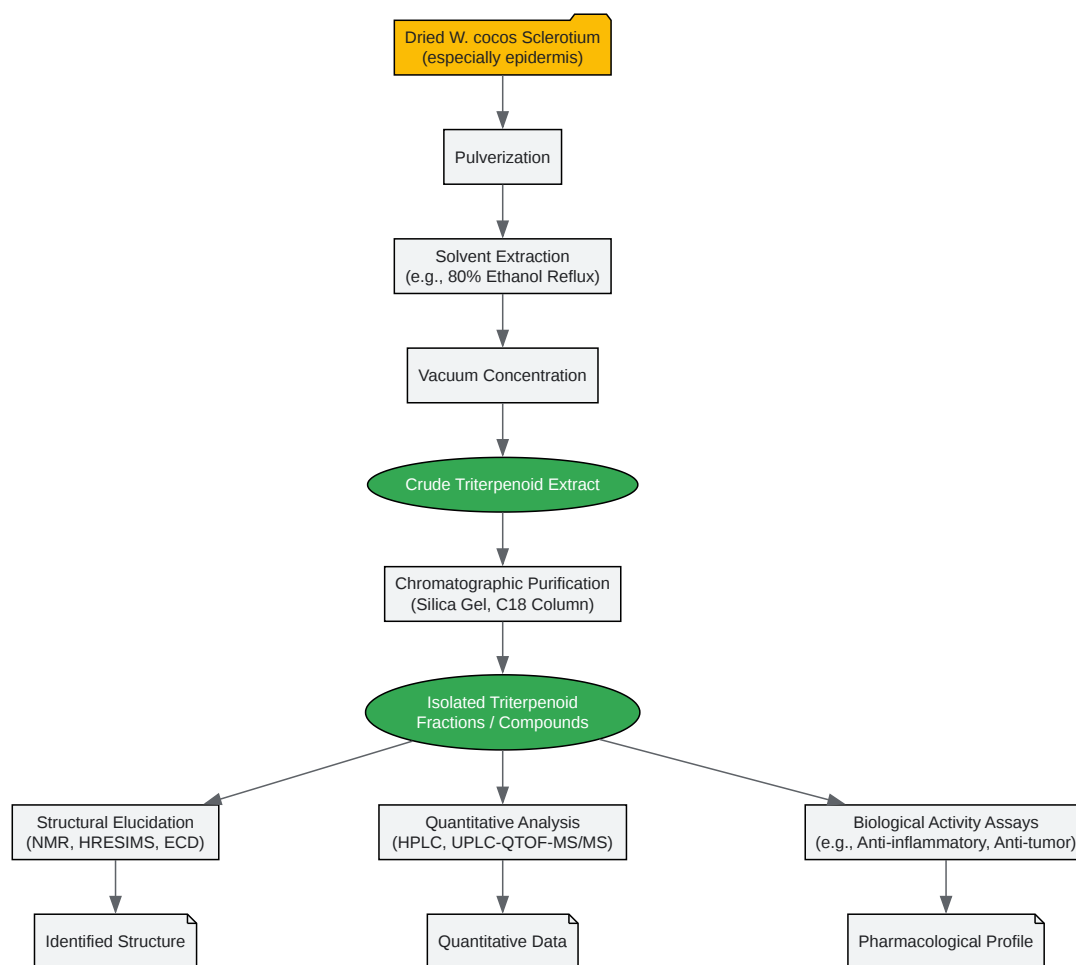 Dried W. cocos Sclerotium
(especially epidermis)
Pulverization
Solvent Extraction
(e.g., 80% Ethanol Reflux)
Vacuum Concentration
Crude Triterpenoid Extract
Chromatographic Purification
(Silica Gel, C18 Column)
Isolated Triterpenoid
Fractions / Compounds
Structural Elucidation
(NMR, HRESIMS, ECD)
Quantitative Analysis
(HPLC, UPLC-QTOF-MS/MS)
Biological Activity Assays
(e.g., Anti-inflammatory, Anti-tumor)
Identified Structure
Quantitative Data
Pharmacological Profile